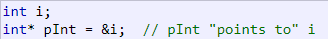 int i;
int* pInt = &i;  // pInt "points to" i